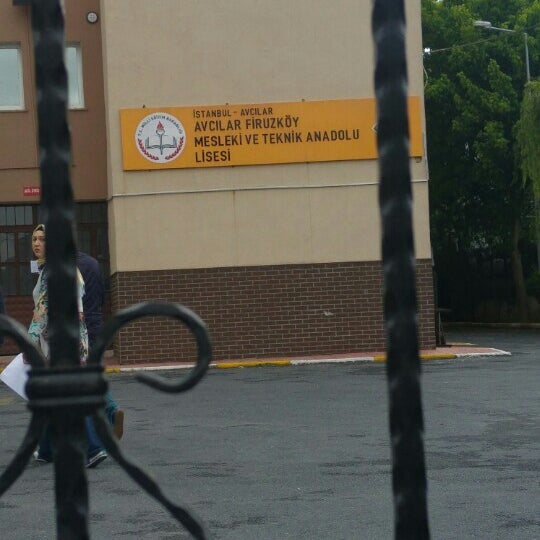 İSTANBUL - AVCILAR
AVCILAR FİRUZKÖY
MESLEKİ VE TEKNİK ANADOLU
LİSESİ